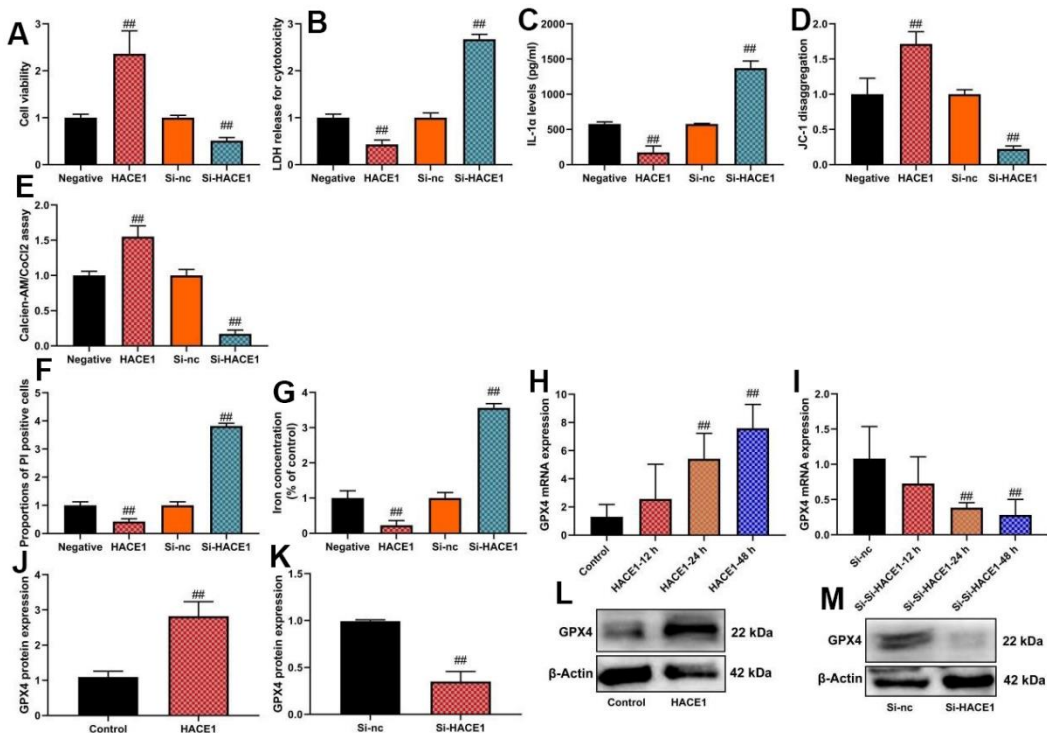 A
Cell viability
3
2
1
0
##
##
Negative HACE1 Si-nc Si-HACE1
B
LDH release for cytotoxicity
3
2
1
0
##
##
Negative HACE1 Si-nc Si-HACE1
C
IL-1α levels (pg/ml)
2000
1500
1000
500
0
##
##
Negative HACE1 Si-nc Si-HACE1
D
JC-1 disaggregation
2.0
1.5
1.0
0.5
0.0
##
##
Negative HACE1 Si-nc Si-HACE1
E
Calcien-AM/CoCl2 assay
2.0
1.5
1.0
0.5
0.0
##
##
Negative HACE1 Si-nc Si-HACE1
F
Proportions of PI positive cells
5
4
3
2
1
0
##
##
Negative HACE1 Si-nc Si-HACE1
G
Iron concentration
(% of control)
4
3
2
1
0
##
##
Negative HACE1 Si-nc Si-HACE1
H
GPX4 mRNA expression
10
8
6
4
2
0
##
##
Control HACE1-12 h HACE1-24 h HACE1-48 h
I
GPX4 mRNA expression
2.0
1.5
1.0
0.5
0.0
##
##
Si-nc Si-Si-HACE1-12 h Si-Si-HACE1-24 h Si-Si-HACE1-48 h
J
GPX4 protein expression
4
3
2
1
0
##
Control HACE1
K
GPX4 protein expression
1.5
1.0
0.5
0.0
##
Si-nc Si-HACE1
L
GPX4 22 kDa
β-Actin 42 kDa
Control HACE1
M
GPX4 22 kDa
β-Actin 42 kDa
Si-nc Si-HACE1